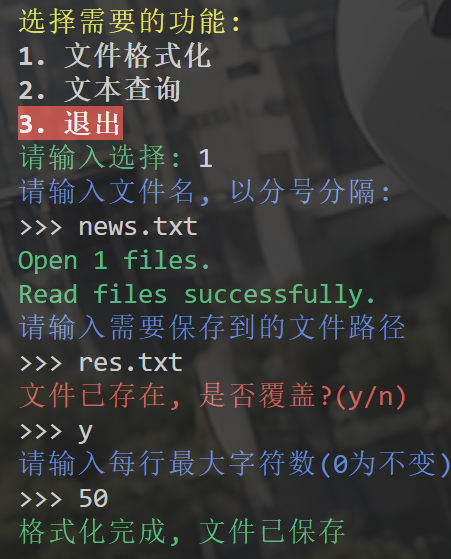 选择需要的功能:
1. 文件格式化
2. 文本查询
3. 退出
请输入选择: 1
请输入文件名, 以分号分隔:
>>> news.txt
Open 1 files.
Read files successfully.
请输入需要保存到的文件路径
>>> res.txt
文件已存在, 是否覆盖?(y/n)
>>> y
请输入每行最大字符数(0为不变)
>>> 50
格式化完成, 文件已保存